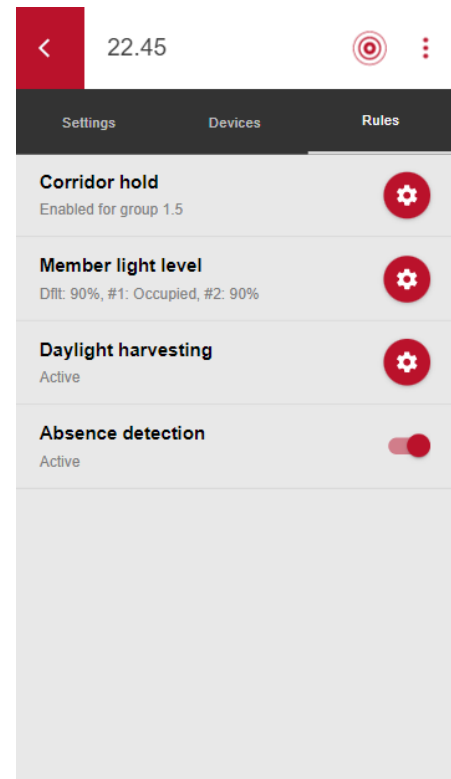 22.45
Settings Devices Rules
Corridor hold
Enabled for group 1.5
Member light level
Dflt: 90%, #1: Occupied, #2: 90%
Daylight harvesting
Active
Absence detection
Active